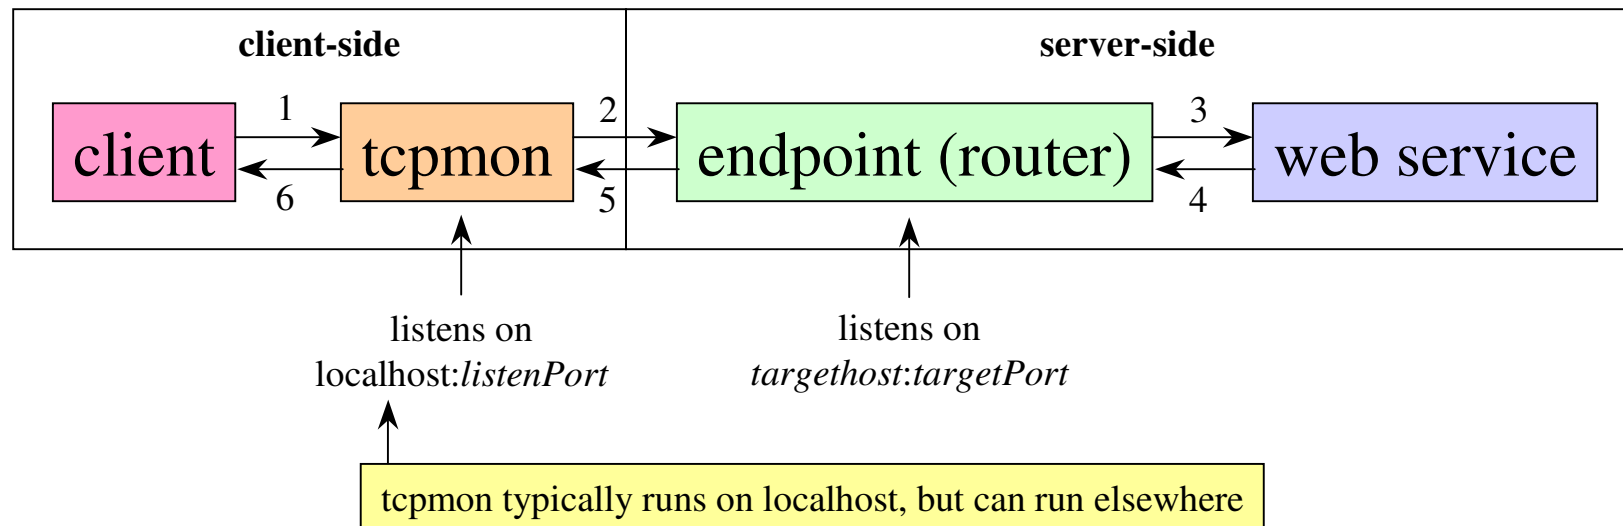 client-side
server-side
1
2
3
client
tcpmon
endpoint (router)
web service
6
5
4
listens on
localhost:listenPort
listens on
targethost:targetPort
tcpmon typically runs on localhost, but can run elsewhere